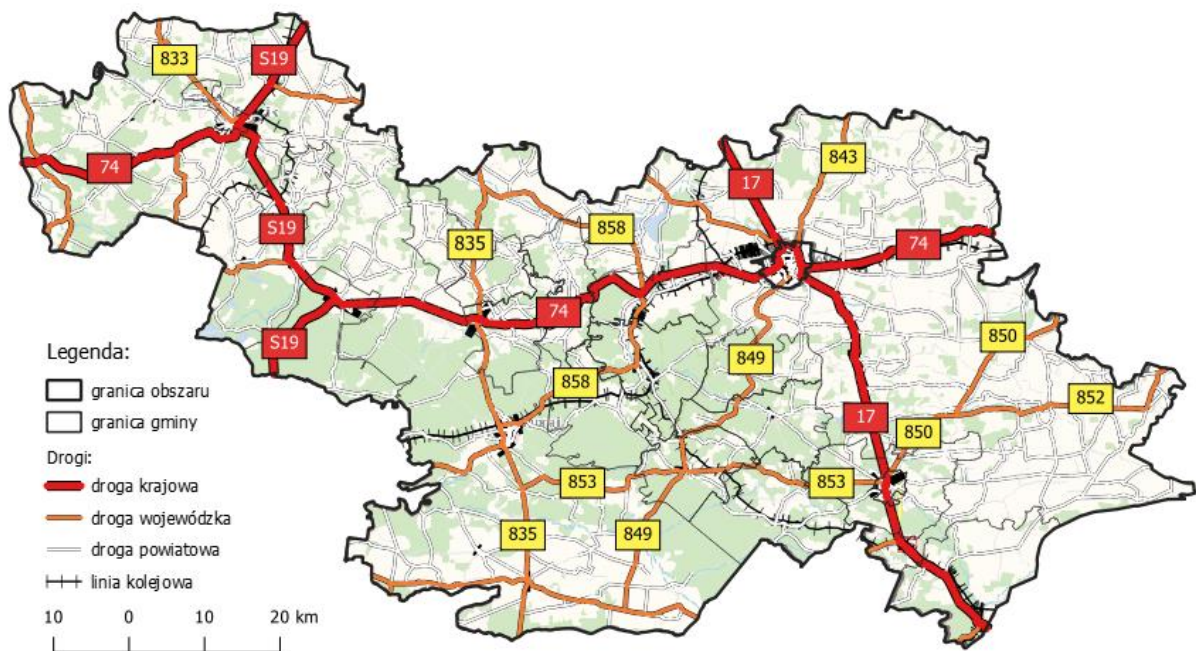 833
S19
843
17
74
S19
835
858
74
74
S19
850
849
858
852
17
850
853
853
835
849
Legenda:
granica obszaru
granica gminy
Drogi:
droga krajowa
droga wojewódzka
droga powiatowa
linia kolejowa
10 0 10 20 km